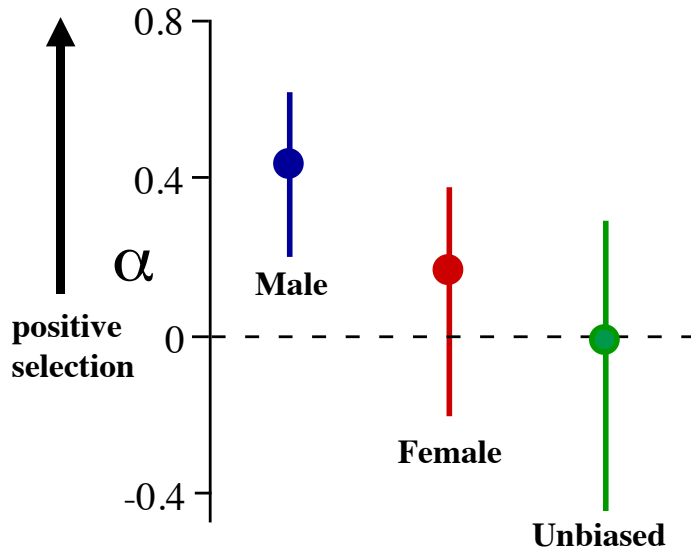 0.8
0.4
α
Male
positive
selection
0
Female
-0.4
Unbiased